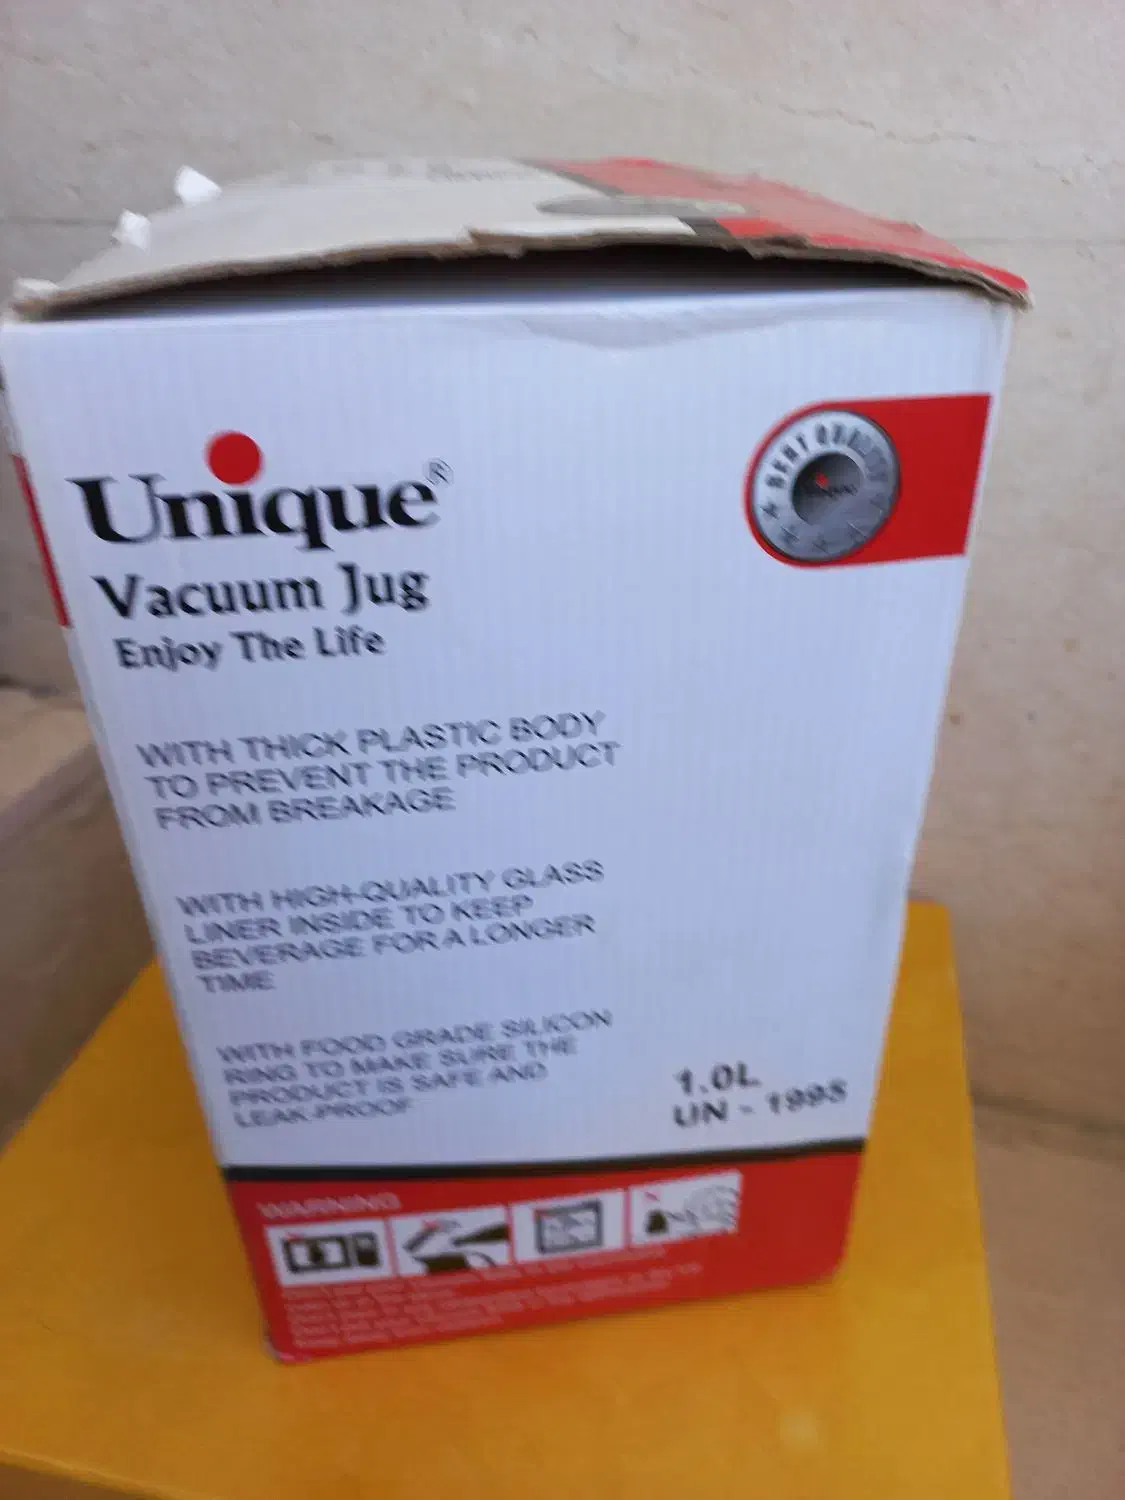 Unique®
Vacuum Jug
Enjoy The Life
BEST QUALITY
WITH THICK PLASTIC BODY
TO PREVENT THE PRODUCT
FROM BREAKAGE
WITH HIGH-QUALITY GLASS
LINER INSIDE TO KEEP
BEVERAGE FOR A LONGER
TIME
WITH FOOD GRADE SILICON
RING TO MAKE SURE THE
PRODUCT IS SAFE AND
LEAK-PROOF
1.0L
UN - 1995
WARNING